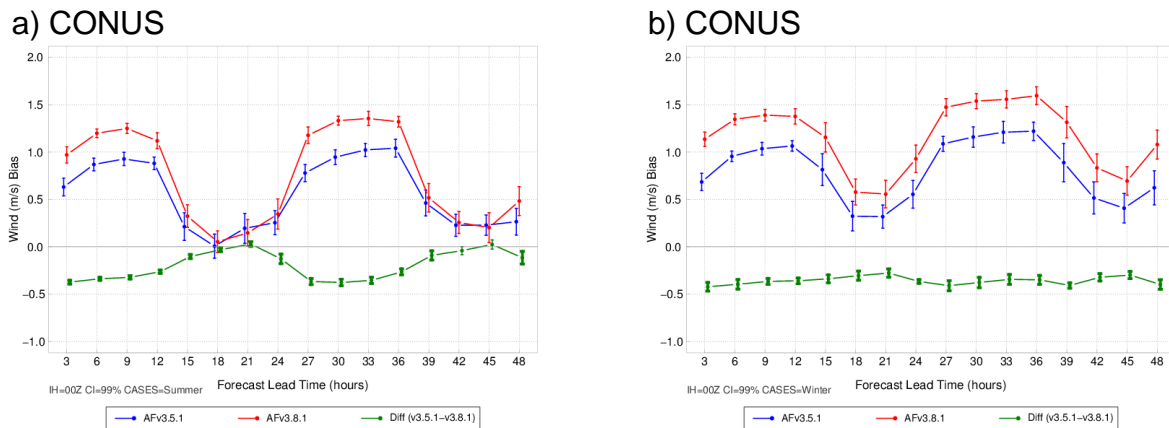 a) CONUS
Wind (m/s) Bias
2.0
1.5
1.0
0.5
0.0
−0.5
−1.0
3 6 9 12 15 18 21 24 27 30 33 36 39 42 45 48
IH=00Z CI=99% CASES=Summer
Forecast Lead Time (hours)
AFv3.5.1 AFv3.8.1 Diff (v3.5.1−v3.8.1)
b) CONUS
Wind (m/s) Bias
2.0
1.5
1.0
0.5
0.0
−0.5
−1.0
3 6 9 12 15 18 21 24 27 30 33 36 39 42 45 48
IH=00Z CI=99% CASES=Winter
Forecast Lead Time (hours)
AFv3.5.1 AFv3.8.1 Diff (v3.5.1−v3.8.1)